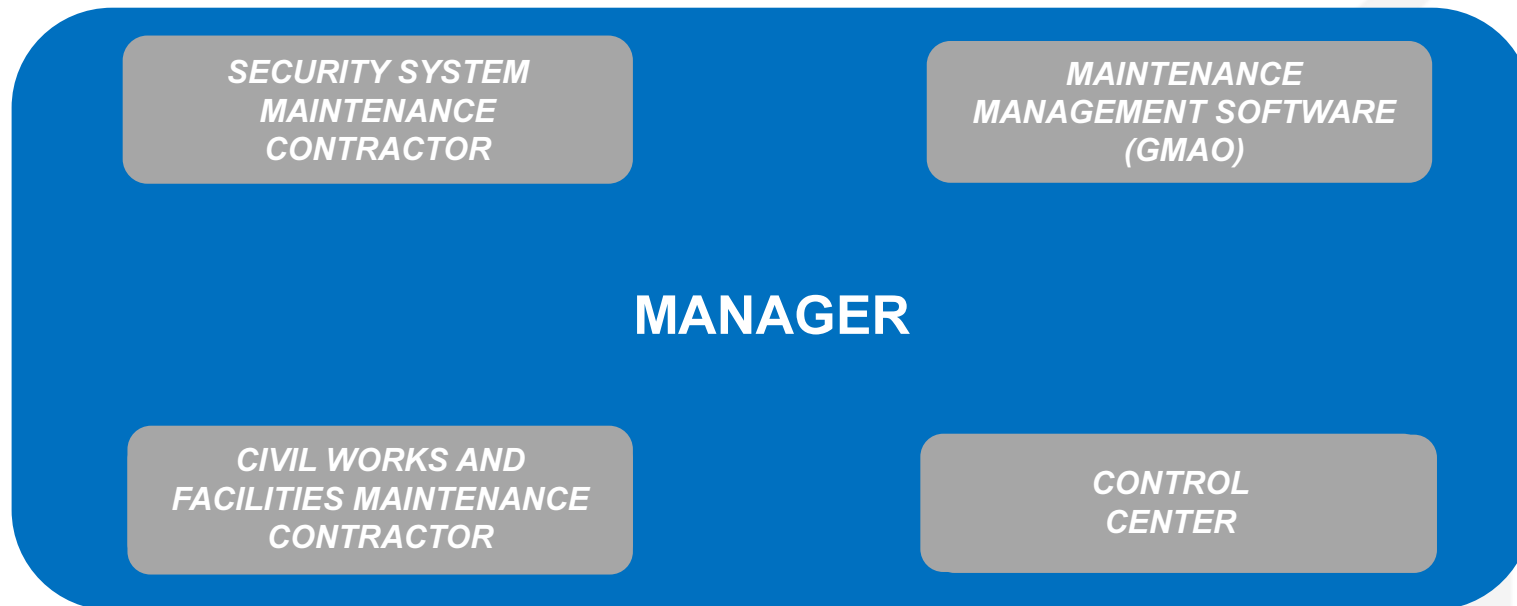 SECURITY SYSTEM
MAINTENANCE
CONTRACTOR
MAINTENANCE
MANAGEMENT SOFTWARE
(GMAO)
MANAGER
CIVIL WORKS AND
FACILITIES MAINTENANCE
CONTRACTOR
CONTROL
CENTER